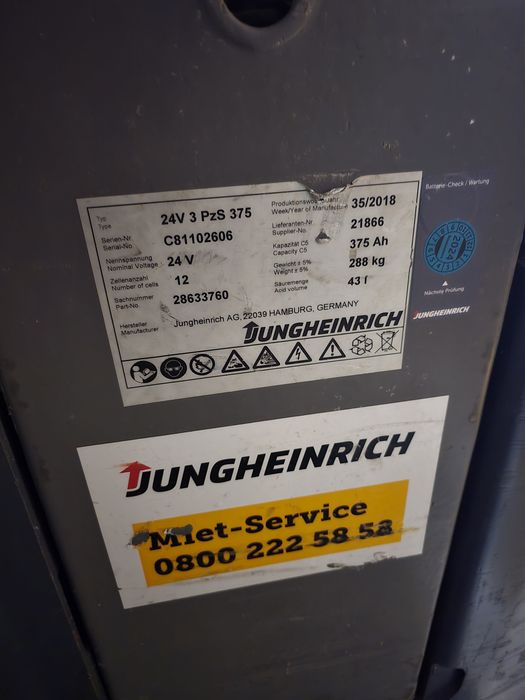 Typ
Type
24V 3 PzS 375
Produktionswoche/Jahr
Week/Year of Manufacture
35/2018
Serien-Nr
Serial-No.
C81102606
Lieferanten-Nr
Supplier-No.
21866
Nennspannung
Nominal Voltage
24 V
Kapazität C5
Capacity C5
375 Ah
Zellenanzahl
Number of cells
12
Gewicht ± 5%
Weight ± 5%
288 kg
Sachnummer
Part-No.
28633760
Säuremenge
Acid volume
43 l
Hersteller
Manufacturer
Jungheinrich AG, 22039 HAMBURG, GERMANY
JUNGHEINRICH
Batterie-Check / Wartung
2024
Nächste Prüfung
JUNGHEINRICH
JUNGHEINRICH
Miet-Service
0800 222 58 58